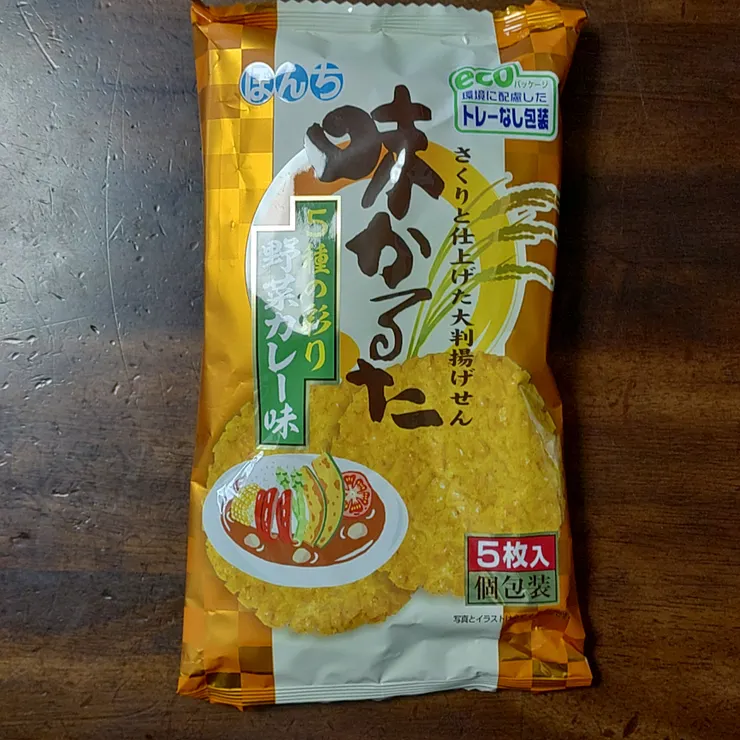 ぼんち
eco パッケージ
環境に配慮した
トレーなし包装
味かるた
さくりと仕上げた大判揚げせん
5種の彩り
野菜カレー味
5枚入
個包装
写真とイラストは